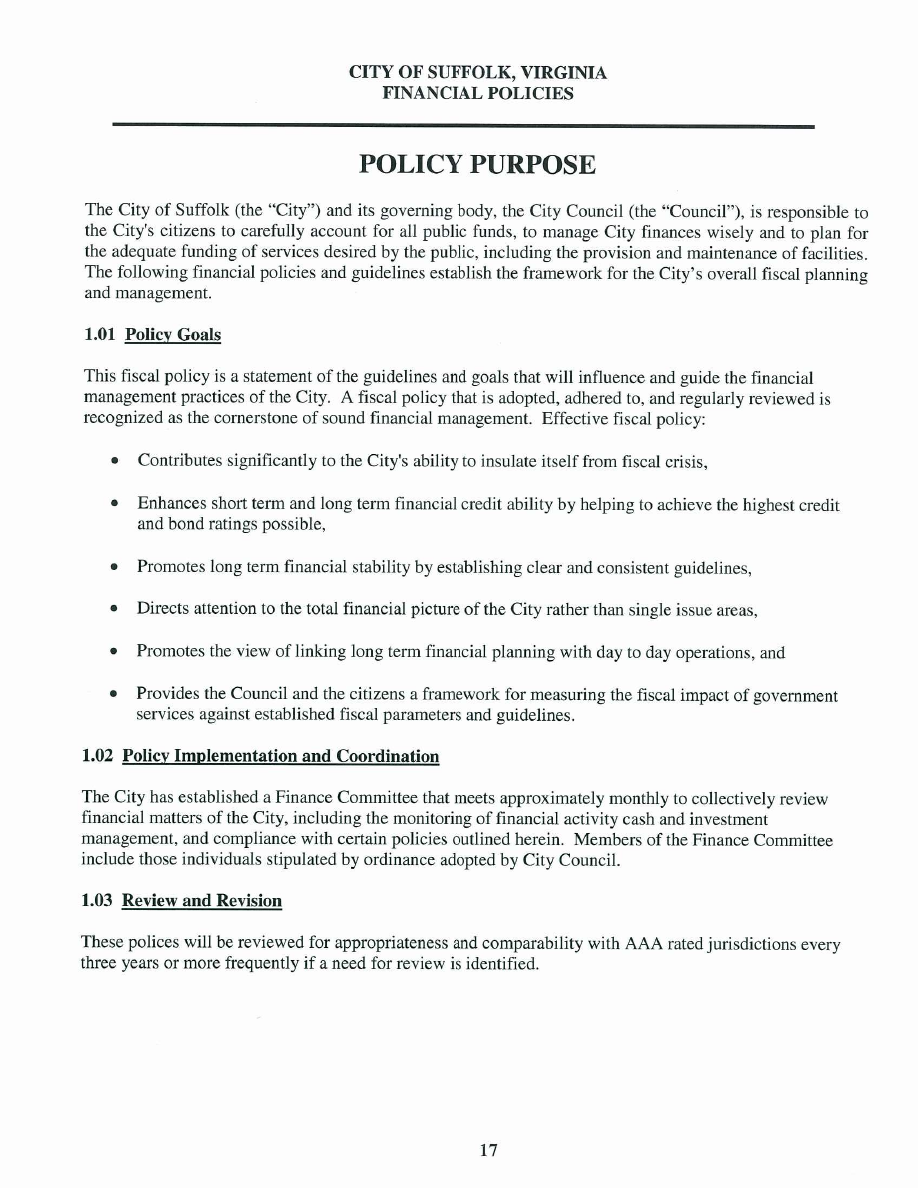 CITY OF SUFFOLK, VIRGINIA
FINANCIAL POLICIES
POLICY PURPOSE
The City of Suffolk (the “City”) and its governing body, the City Council (the “Council”), is responsible to
the City's citizens to carefully account for all public funds, to manage City finances wisely and to plan for
the adequate funding of services desired by the public, including the provision and maintenance of facilities.
The following financial policies and guidelines establish the framework for the City’s overall fiscal planning
and management.
1.01 Policy Goals
This fiscal policy is a statement of the guidelines and goals that will influence and guide the financial
management practices of the City. A fiscal policy that is adopted, adhered to, and regularly reviewed is
recognized as the cornerstone of sound financial management. Effective fiscal policy:
• Contributes significantly to the City's ability to insulate itself from fiscal crisis,
• Enhances short term and long term financial credit ability by helping to achieve the highest credit
and bond ratings possible,
• Promotes long term financial stability by establishing clear and consistent guidelines,
• Directs attention to the total financial picture of the City rather than single issue areas,
• Promotes the view of linking long term financial planning with day to day operations, and
• Provides the Council and the citizens a framework for measuring the fiscal impact of government
services against established fiscal parameters and guidelines.
1.02 Policy Implementation and Coordination
The City has established a Finance Committee that meets approximately monthly to collectively review
financial matters of the City, including the monitoring of financial activity cash and investment
management, and compliance with certain policies outlined herein. Members of the Finance Committee
include those individuals stipulated by ordinance adopted by City Council.
1.03 Review and Revision
These polices will be reviewed for appropriateness and comparability with AAA rated jurisdictions every
three years or more frequently if a need for review is identified.
17